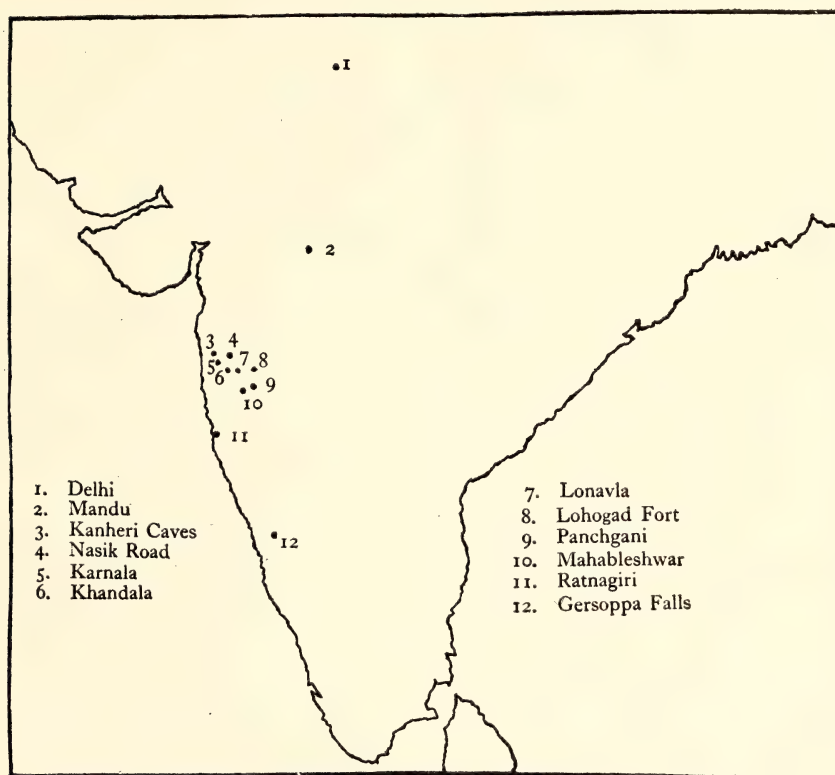 1
2
3 4
5 7 8
6 9
10
11
12
1. Delhi
2. Mandu
3. Kanheri Caves
4. Nasik Road
5. Karnala
6. Khandala
7. Lonavla
8. Lohogad Fort
9. Panchgani
10. Mahableshwar
11. Ratnagiri
12. Gersoppa Falls